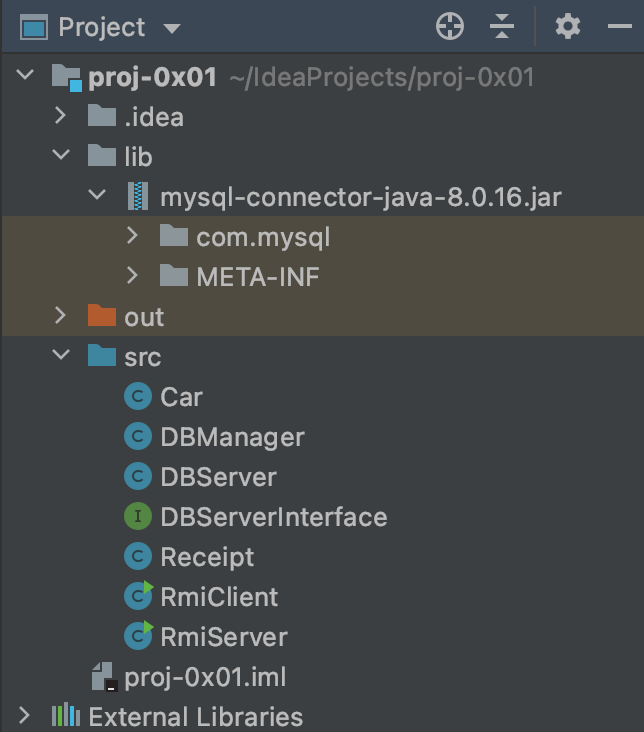 Project
proj-0x01 ~/IdeaProjects/proj-0x01
.idea
lib
mysql-connector-java-8.0.16.jar
com.mysql
META-INF
out
src
C Car
C DBManager
C DBServer
I DBServerInterface
C Receipt
C RmiClient
C RmiServer
proj-0x01.iml
External Libraries